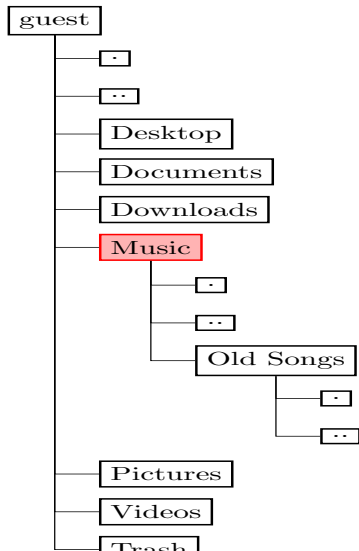 guest
.
..
Desktop
Documents
Downloads
Music
.
..
Old Songs
.
..
Pictures
Videos
Trash